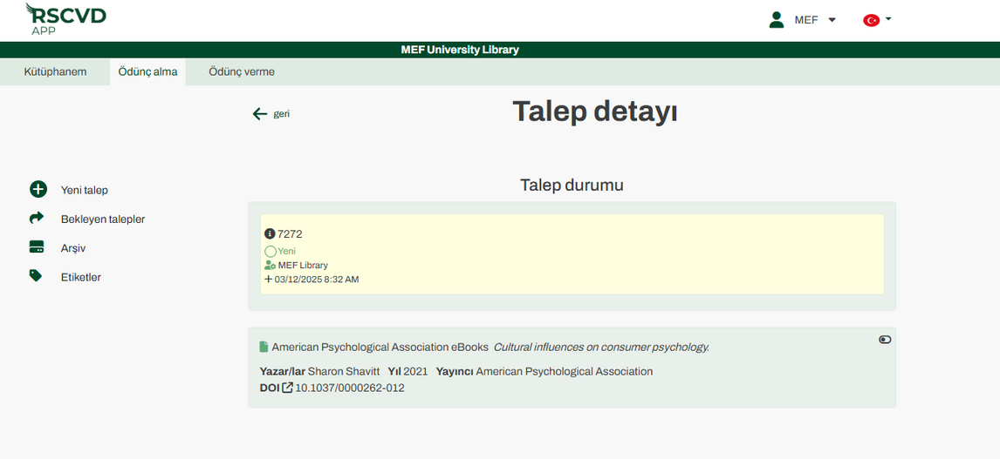 RSCVD
APP
MEF
MEF University Library
Kütüphanem Ödünç alma Ödünç verme
geri
Talep detayı
Yeni talep
Bekleyen talepler
Arşiv
Etiketler
Talep durumu
7272
Yeni
MEF Library
03/12/2025 8:32 AM
American Psychological Association eBooks Cultural influences on consumer psychology.
Yazar/lar Sharon Shavitt Yıl 2021 Yayıncı American Psychological Association
DOI 10.1037/0000262-012